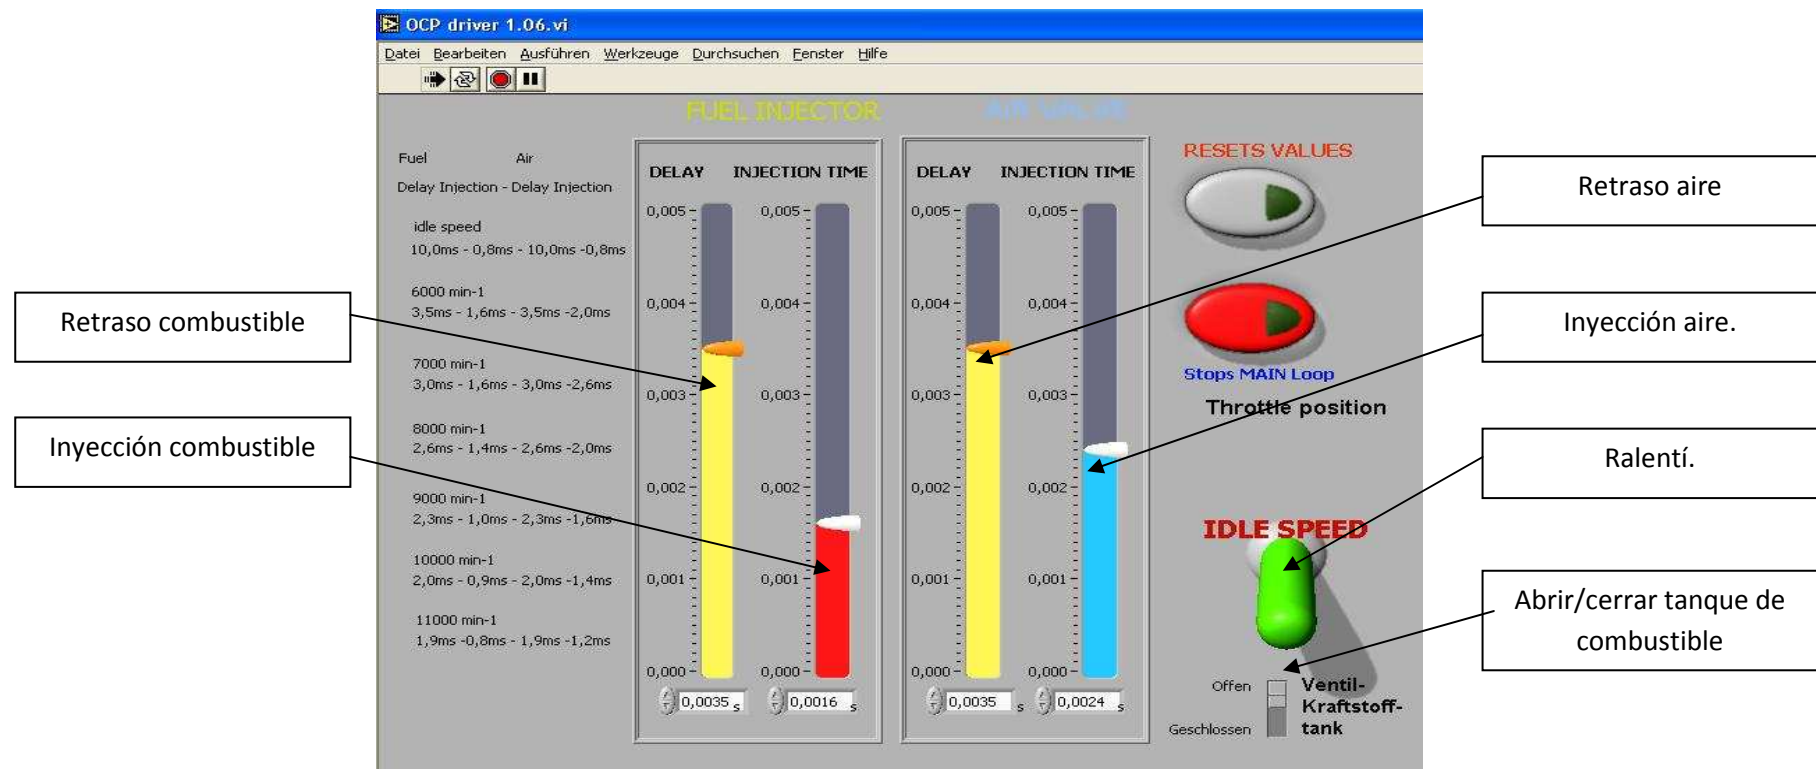 OCP driver 1.06.vi
Datei Bearbeiten Ausführen Werkzeuge Durchsuchen Fenster Hilfe
FUEL INJECTOR
AIR VALVE
Fuel Air
Delay Injection - Delay Injection
idle speed
10,0ms - 0,8ms - 10,0ms -0,8ms
6000 min-1
3,5ms - 1,6ms - 3,5ms -2,0ms
7000 min-1
3,0ms - 1,6ms - 3,0ms -2,6ms
8000 min-1
2,6ms - 1,4ms - 2,6ms -2,0ms
9000 min-1
2,3ms - 1,0ms - 2,3ms -1,6ms
10000 min-1
2,0ms - 0,9ms - 2,0ms -1,4ms
11000 min-1
1,9ms -0,8ms - 1,9ms -1,2ms
Retraso combustible
Inyección combustible
DELAY INJECTION TIME
0,005 0,005
0,004 0,004
0,003 0,003
0,002 0,002
0,001 0,001
0,000 0,000
0,0035 s 0,0016 s
DELAY INJECTION TIME
0,005 0,005
0,004 0,004
0,003 0,003
0,002 0,002
0,001 0,001
0,000 0,000
0,0035 s 0,0024 s
RESETS VALUES
Stops MAIN Loop
Throttle position
IDLE SPEED
Offen
Geschlossen
Ventil-
Kraftstoff-
tank
Retraso aire
Inyección aire.
Ralentí.
Abrir/cerrar tanque de
combustible